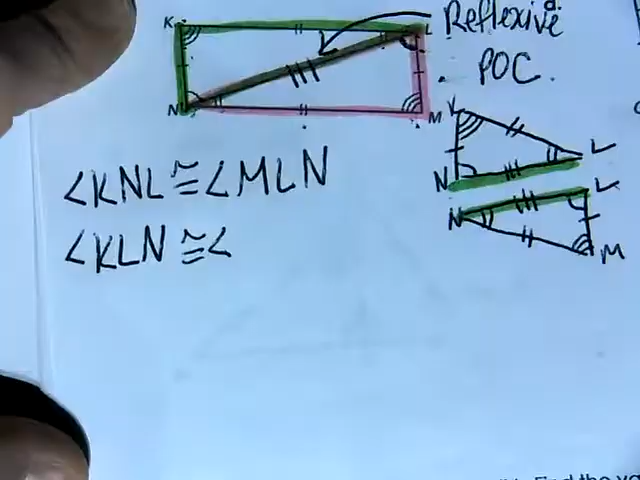 K
L
N
M
Reflexive
POC.
K
L
N
L
N
M
<KNL ≅ <MLN
<KLN ≅ <